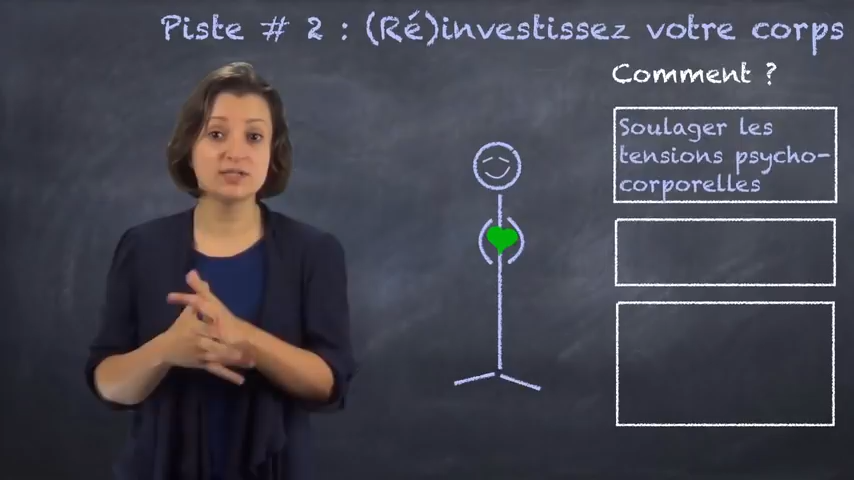 Piste # 2 : (Ré)investissez votre corps
Comment ?
Soulager les
tensions psycho-
corporelles